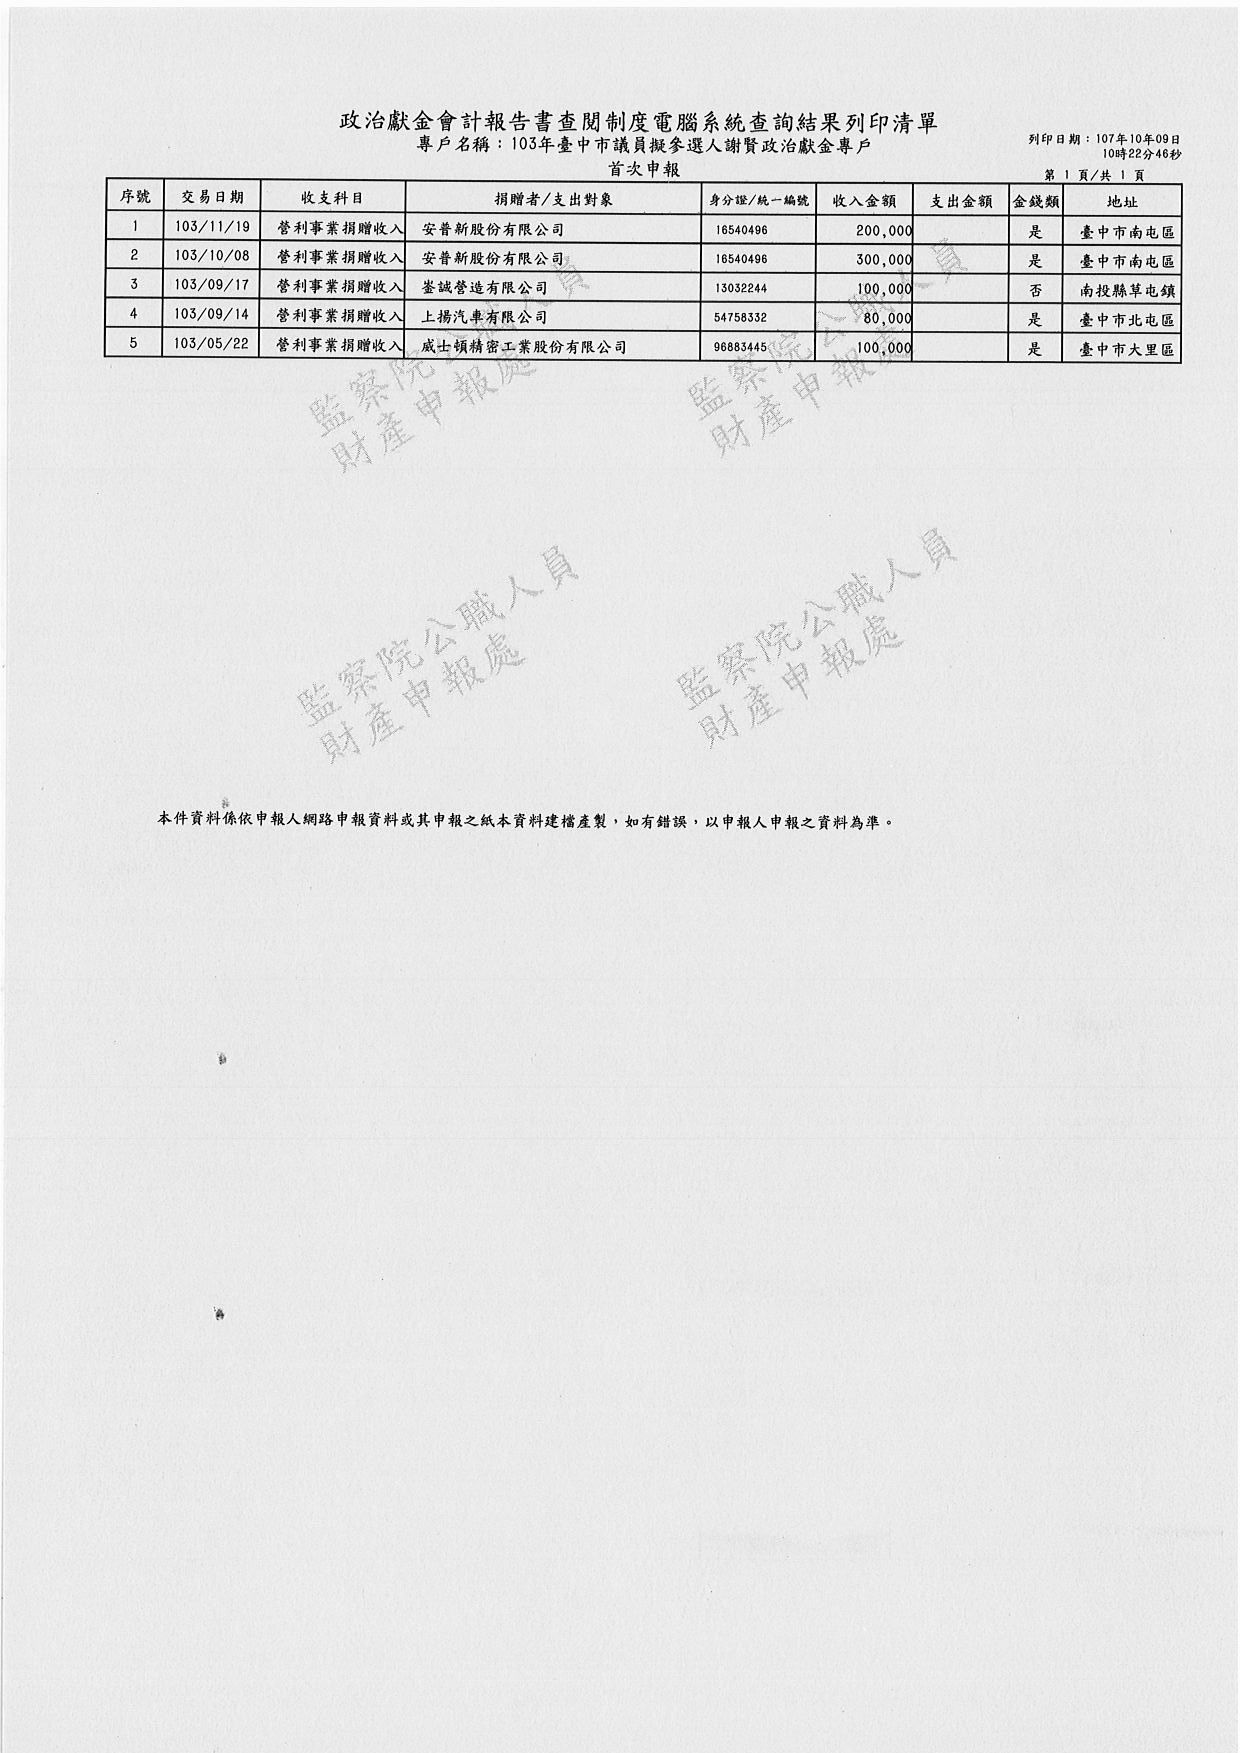 政治獻金會計報告書查閱制度電腦系統查詢結果列印清單
專戶名稱：103年臺中市議員擬參選人謝賢政治獻金專戶
列印日期：107年10年09日
10時22分46秒
首次申報
第 1 頁/共 1 頁
序號 交易日期 收支科目 捐贈者/支出對象 身分證/統一編號 收入金額 支出金額 金錢類 地址
1 103/11/19 營利事業捐贈收入 安普新股份有限公司 16540496 200,000 是 臺中市南屯區
2 103/10/08 營利事業捐贈收入 安普新股份有限公司 16540496 300,000 是 臺中市南屯區
3 103/09/17 營利事業捐贈收入 崟誠營造有限公司 13032244 100,000 否 南投縣草屯鎮
4 103/09/14 營利事業捐贈收入 上揚汽車有限公司 54758332 80,000 是 臺中市北屯區
5 103/05/22 營利事業捐贈收入 威士頓精密工業股份有限公司 96883445 100,000 是 臺中市大里區
監察院公職人員
財產申報處
監察院公職人員
財產申報處
監察院公職人員
財產申報處
監察院公職人員
財產申報處
本件資料係依申報人網路申報資料或其申報之紙本資料建檔產製，如有錯誤，以申報人申報之資料為準。